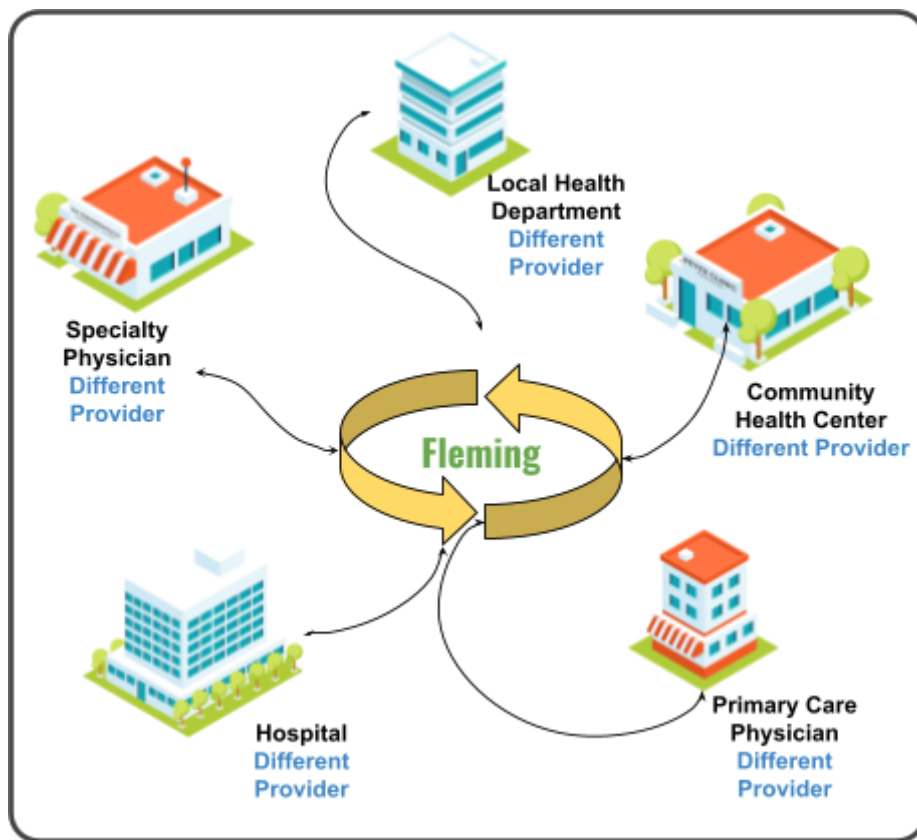 Local Health
Department
Different
Provider
Specialty
Physician
Different
Provider
Community
Health Center
Different Provider
Fleming
Hospital
Different
Provider
Primary Care
Physician
Different
Provider